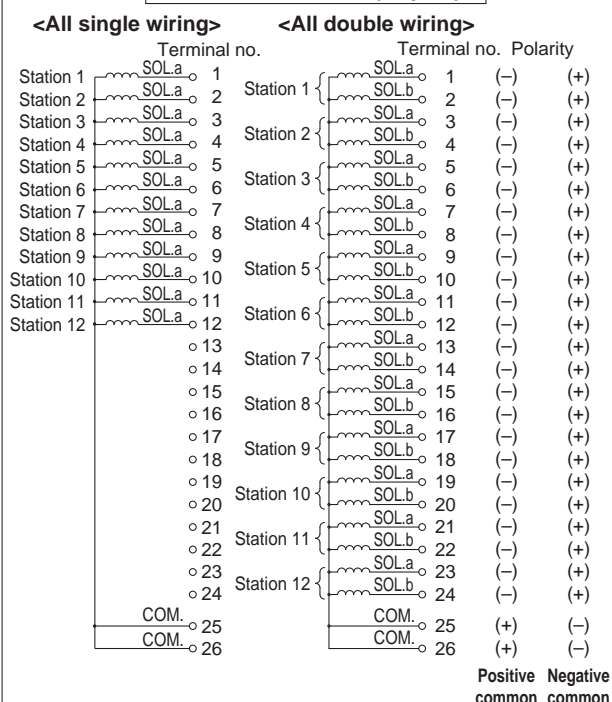 <All single wiring> <All double wiring>
Terminal no. Terminal no. Polarity
Station 1 SOL.a 1 Station 1 SOL.a 1 (–) (+)
Station 2 SOL.a 2 SOL.b 2 (–) (+)
Station 3 SOL.a 3 Station 2 SOL.a 3 (–) (+)
Station 4 SOL.a 4 SOL.b 4 (–) (+)
Station 5 SOL.a 5 Station 3 SOL.a 5 (–) (+)
Station 6 SOL.a 6 SOL.b 6 (–) (+)
Station 7 SOL.a 7 Station 4 SOL.a 7 (–) (+)
Station 8 SOL.a 8 SOL.b 8 (–) (+)
Station 9 SOL.a 9 Station 5 SOL.a 9 (–) (+)
Station 10 SOL.a 10 SOL.b 10 (–) (+)
Station 11 SOL.a 11 Station 6 SOL.a 11 (–) (+)
Station 12 SOL.a 12 SOL.b 12 (–) (+)
13 Station 7 SOL.a 13 (–) (+)
14 SOL.b 14 (–) (+)
15 Station 8 SOL.a 15 (–) (+)
16 SOL.b 16 (–) (+)
17 Station 9 SOL.a 17 (–) (+)
18 SOL.b 18 (–) (+)
19 Station 10 SOL.a 19 (–) (+)
20 SOL.b 20 (–) (+)
21 Station 11 SOL.a 21 (–) (+)
22 SOL.b 22 (–) (+)
23 Station 12 SOL.a 23 (–) (+)
24 SOL.b 24 (–) (+)
COM. 25 COM. 25 (+) (–)
COM. 26 COM. 26 (+) (–)
Positive Negative
common common